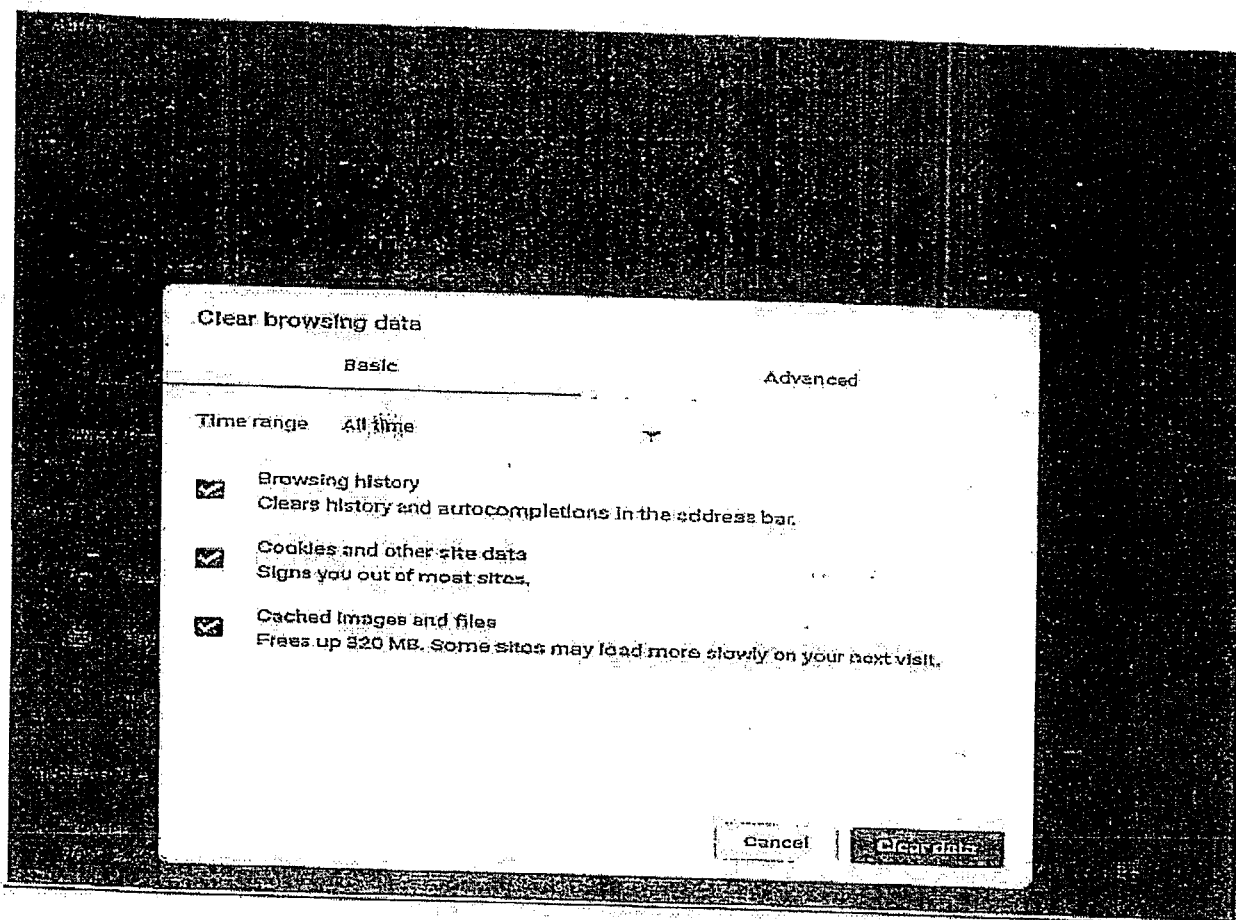 Clear browsing data
Basic
Advanced
Time range All time
Browsing history
Clears history and autocompletions in the address bar.
Cookies and other site data
Signs you out of most sites.
Cached images and files
Frees up 320 MB. Some sites may load more slowly on your next visit.
Cancel
Clear data